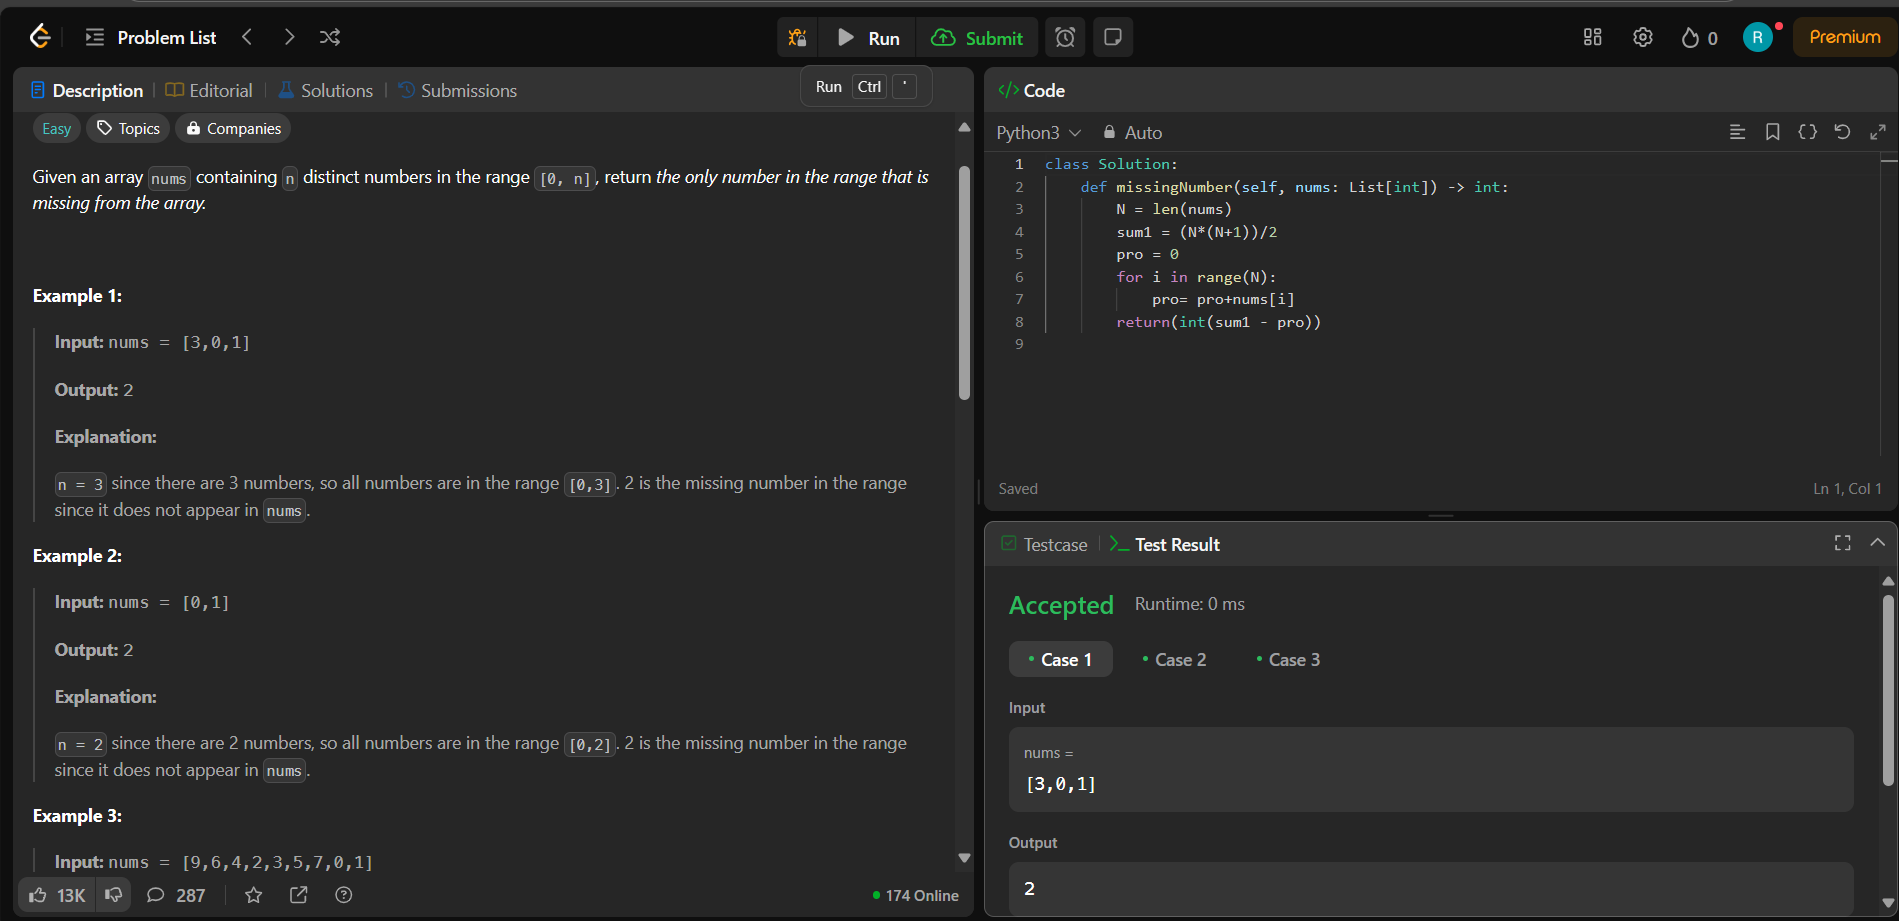 Problem List
Run
Submit
0
R
Premium
Description
Editorial
Solutions
Submissions
Run Ctrl '
Easy
Topics
Companies
Given an array nums containing n distinct numbers in the range [0, n], return the only number in the range that is
missing from the array.
Example 1:
Input: nums = [3,0,1]
Output: 2
Explanation:
n = 3 since there are 3 numbers, so all numbers are in the range [0,3]. 2 is the missing number in the range
since it does not appear in nums.
Example 2:
Input: nums = [0,1]
Output: 2
Explanation:
n = 2 since there are 2 numbers, so all numbers are in the range [0,2]. 2 is the missing number in the range
since it does not appear in nums.
Example 3:
Input: nums = [9,6,4,2,3,5,7,0,1]
13K
287
174 Online
</> Code
Python3
Auto
1 class Solution:
2 def missingNumber(self, nums: List[int]) -> int:
3 N = len(nums)
4 sum1 = (N*(N+1))/2
5 pro = 0
6 for i in range(N):
7 pro= pro+nums[i]
8 return(int(sum1 - pro))
9
Saved
Ln 1, Col 1
Testcase
>_ Test Result
Accepted
Runtime: 0 ms
Case 1
Case 2
Case 3
Input
nums =
[3,0,1]
Output
2